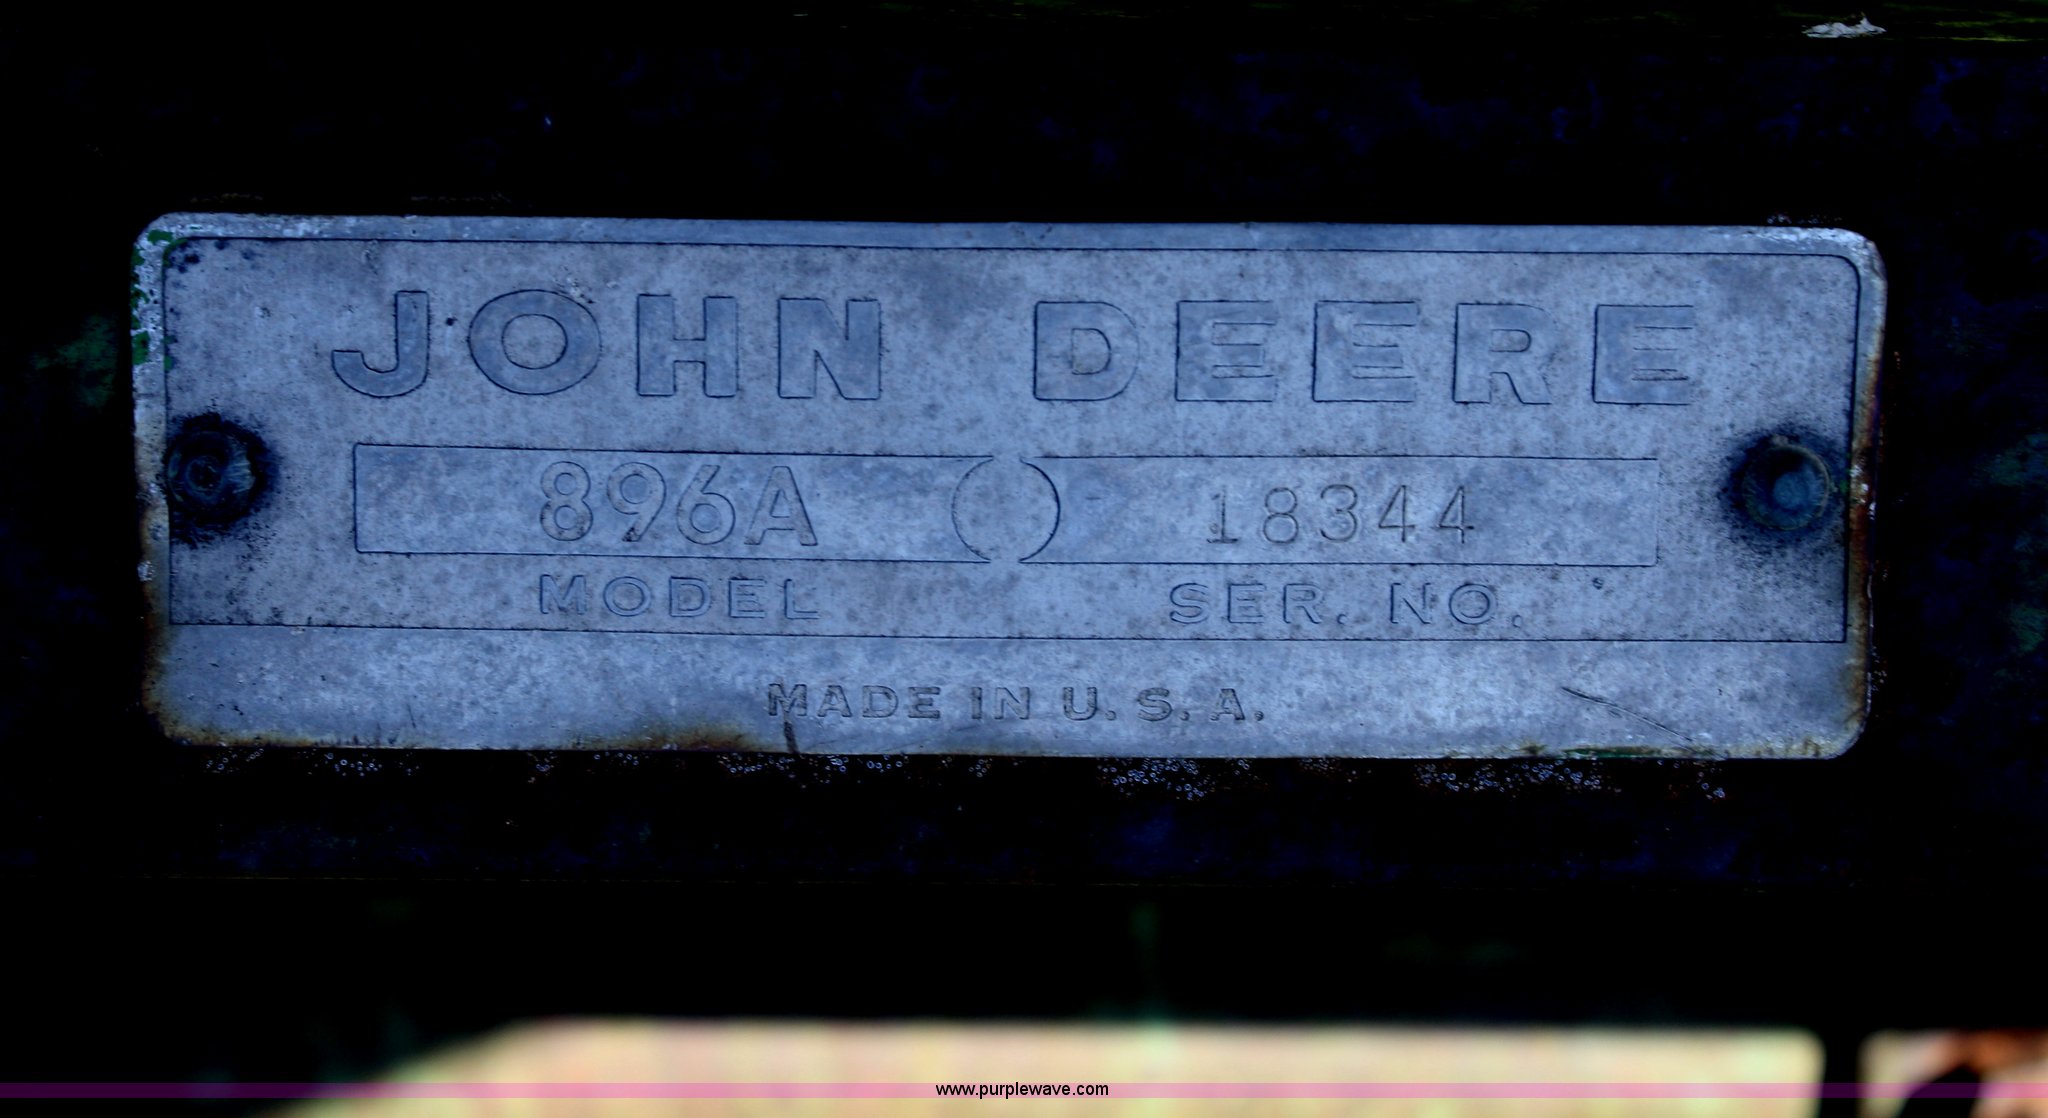 JOHN DEERE
896A 18344
MODEL SER. NO.
MADE IN U. S. A.
www.purplewave.com